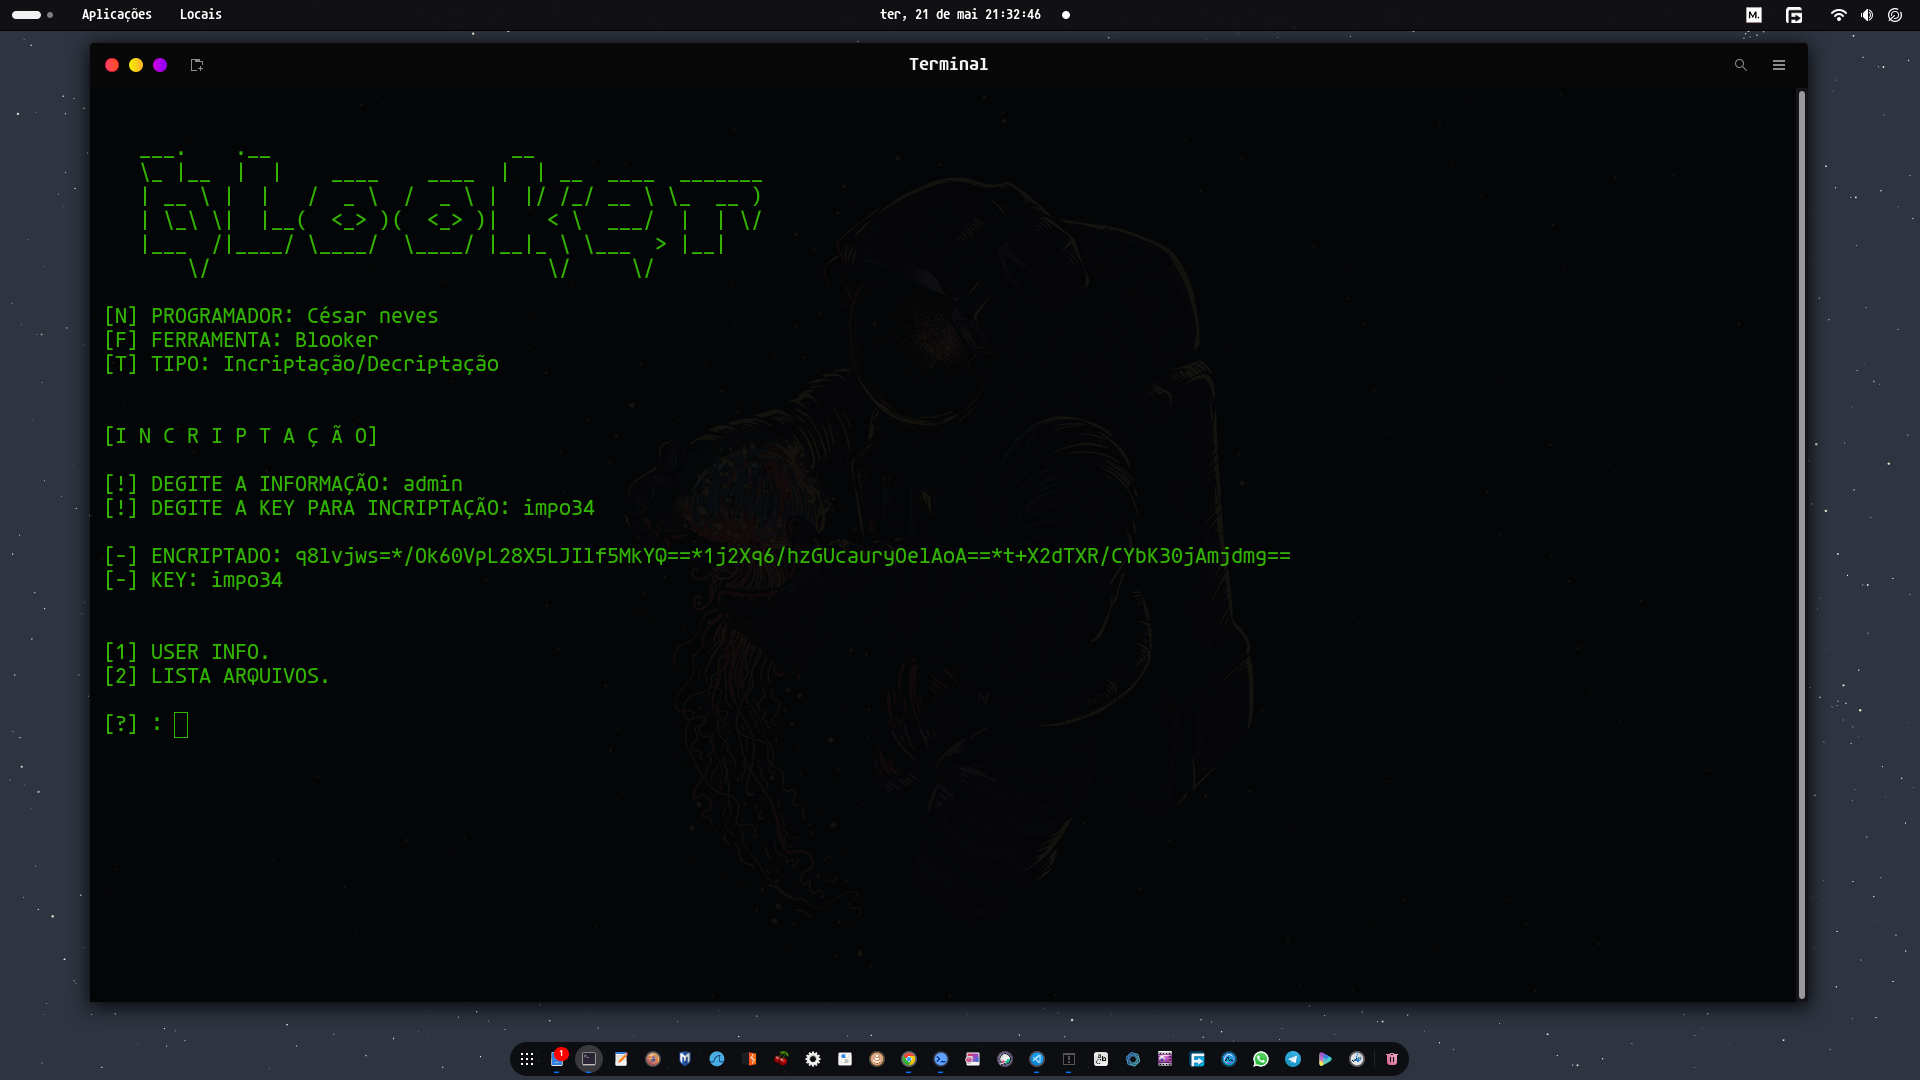 Aplicações Locais ter, 21 de mai 21:32:46 M.
Terminal
blooker
[N] PROGRAMADOR: César neves
[F] FERRAMENTA: Blooker
[T] TIPO: Incriptação/Decriptação
[I N C R I P T A Ç Ã O]
[!] DEGITE A INFORMAÇÃO: admin
[!] DEGITE A KEY PARA INCRIPTAÇÃO: impo34
[-] ENCRIPTADO: q8lvjws=*/Ok60VpL28X5LJIlf5MkYQ==*1j2Xq6/hzGUcauryOelAoA==*t+X2dTXR/CYbK30jAmjdmg==
[-] KEY: impo34
[1] USER INFO.
[2] LISTA ARQUIVOS.
[?] :
1